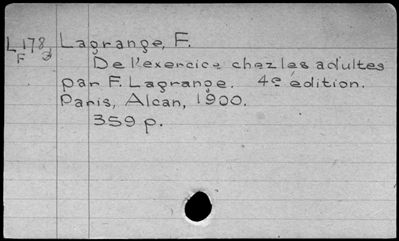 L178, Lagrange, F.
F 3 De l'exercice chez les adultes
par F. Lagrange. 4e édition.
Paris, Alcan, 1900.
359 p.